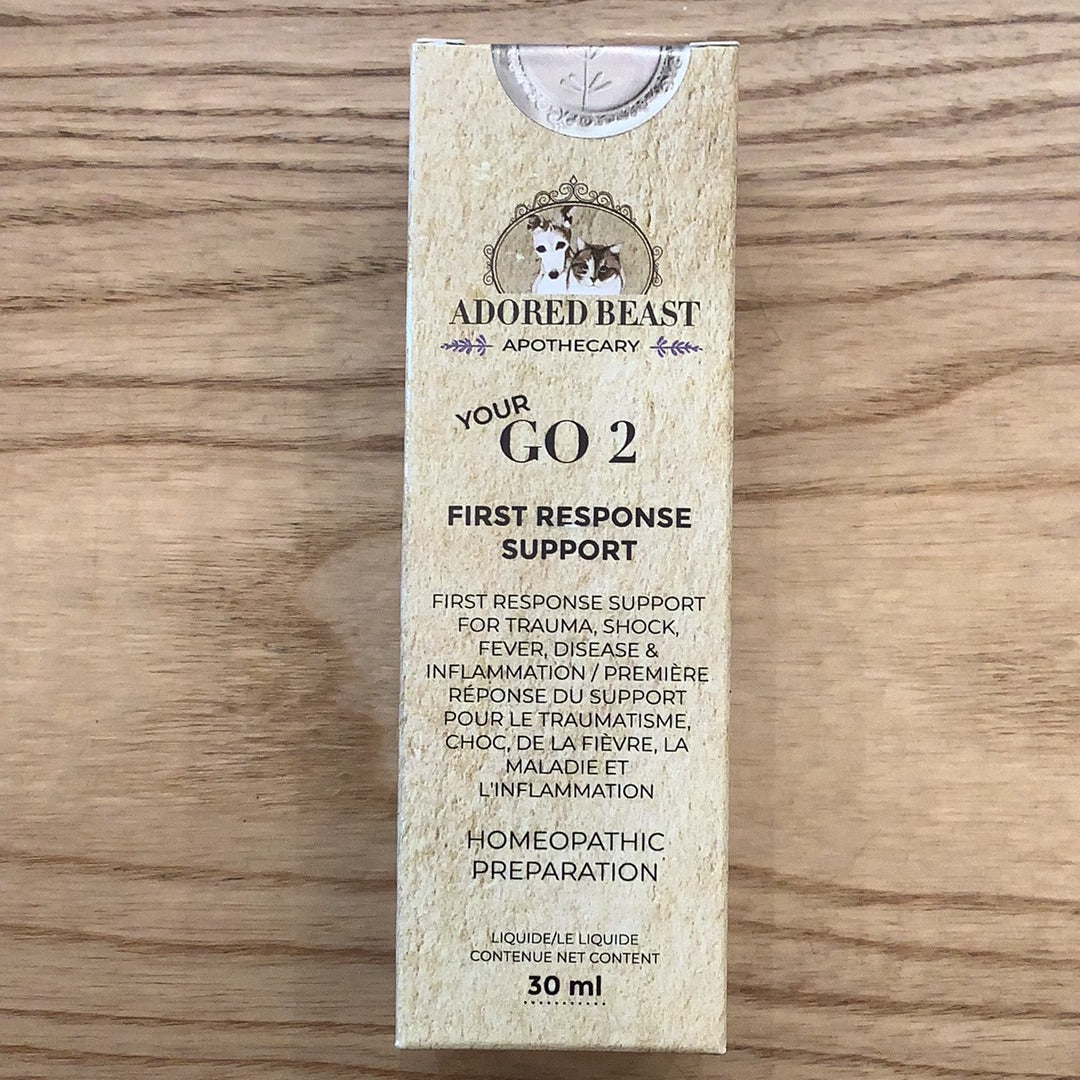 ADORED BEAST
APOTHECARY
YOUR
GO 2
FIRST RESPONSE
SUPPORT
FIRST RESPONSE SUPPORT
FOR TRAUMA, SHOCK,
FEVER, DISEASE &
INFLAMMATION / PREMIÈRE
RÉPONSE DU SUPPORT
POUR LE TRAUMATISME,
CHOC, DE LA FIÈVRE, LA
MALADIE ET
L'INFLAMMATION
HOMEOPATHIC
PREPARATION
LIQUIDE/LE LIQUIDE
CONTENUE NET CONTENT
30 ml